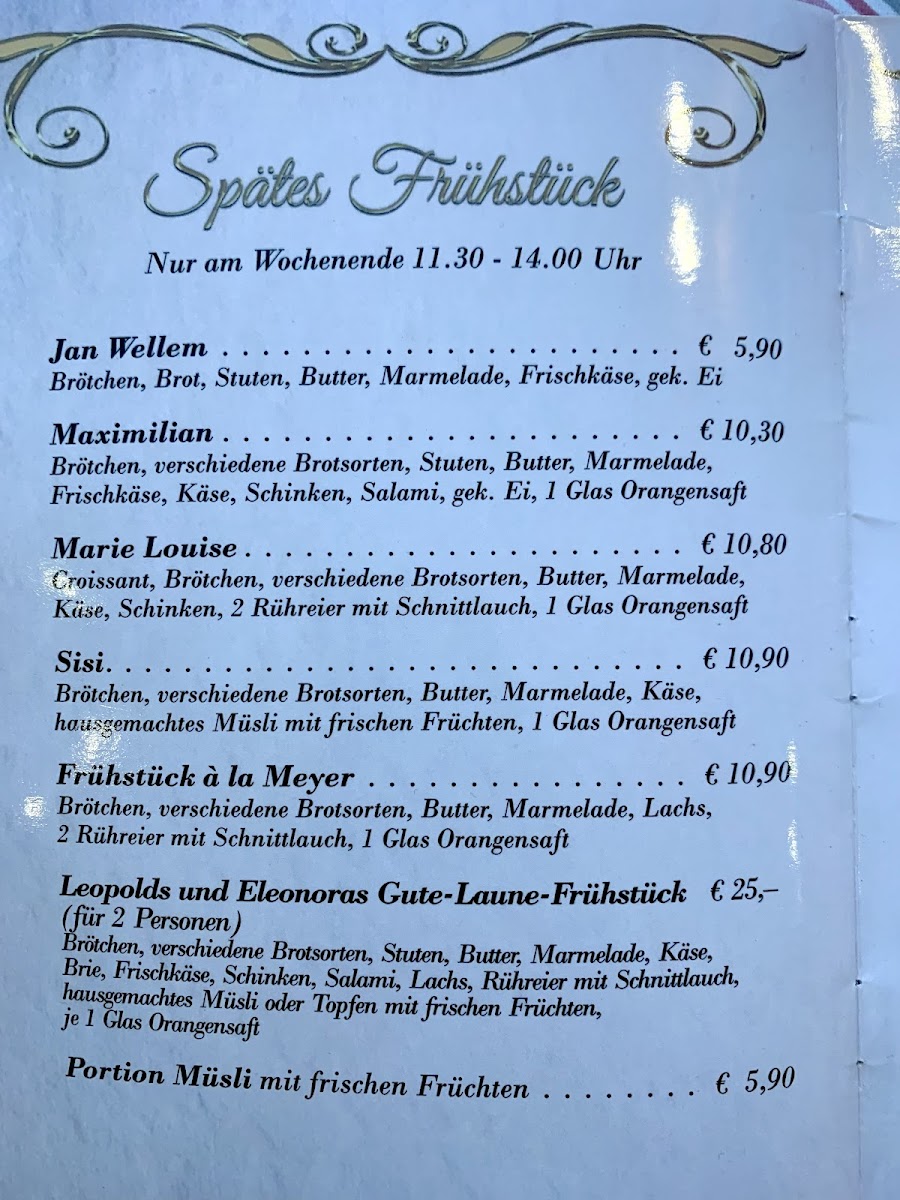 Spätes Frühstück
Nur am Wochenende 11.30 - 14.00 Uhr
Jan Wellem . . . . . . . . . . . . . . . . . . . . . . . € 5,90
Brötchen, Brot, Stuten, Butter, Marmelade, Frischkäse, gek. Ei
Maximilian . . . . . . . . . . . . . . . . . . . . . . . € 10,30
Brötchen, verschiedene Brotsorten, Stuten, Butter, Marmelade,
Frischkäse, Käse, Schinken, Salami, gek. Ei, 1 Glas Orangensaft
Marie Louise . . . . . . . . . . . . . . . . . . . . . . € 10,80
Croissant, Brötchen, verschiedene Brotsorten, Butter, Marmelade,
Käse, Schinken, 2 Rühreier mit Schnittlauch, 1 Glas Orangensaft
Sisi. . . . . . . . . . . . . . . . . . . . . . . . . . . . . € 10,90
Brötchen, verschiedene Brotsorten, Butter, Marmelade, Käse,
hausgemachtes Müsli mit frischen Früchten, 1 Glas Orangensaft
Frühstück à la Meyer . . . . . . . . . . . . . . . . € 10,90
Brötchen, verschiedene Brotsorten, Butter, Marmelade, Lachs,
2 Rühreier mit Schnittlauch, 1 Glas Orangensaft
Leopolds und Eleonoras Gute-Laune-Frühstück € 25,–
(für 2 Personen)
Brötchen, verschiedene Brotsorten, Stuten, Butter, Marmelade, Käse,
Brie, Frischkäse, Schinken, Salami, Lachs, Rühreier mit Schnittlauch,
hausgemachtes Müsli oder Topfen mit frischen Früchten,
je 1 Glas Orangensaft
Portion Müsli mit frischen Früchten . . . . . . . . € 5,90